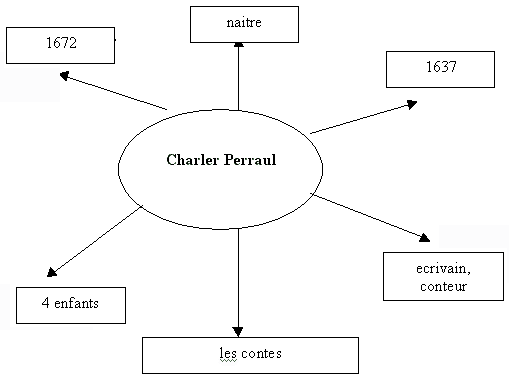 naitre
1672
1637
Charler Perraul
ecrivain,
conteur
4 enfants
les contes